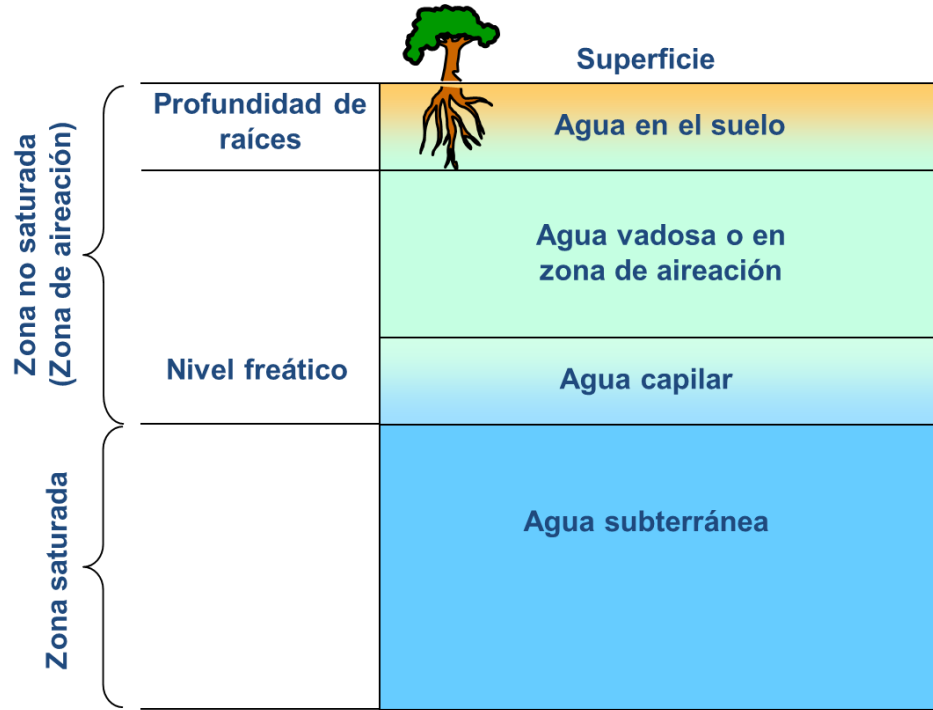 Superficie
Profundidad de
raíces
Agua en el suelo
Zona no saturada
(Zona de aireación)
Agua vadosa o en
zona de aireación
Nivel freático
Agua capilar
Zona saturada
Agua subterránea